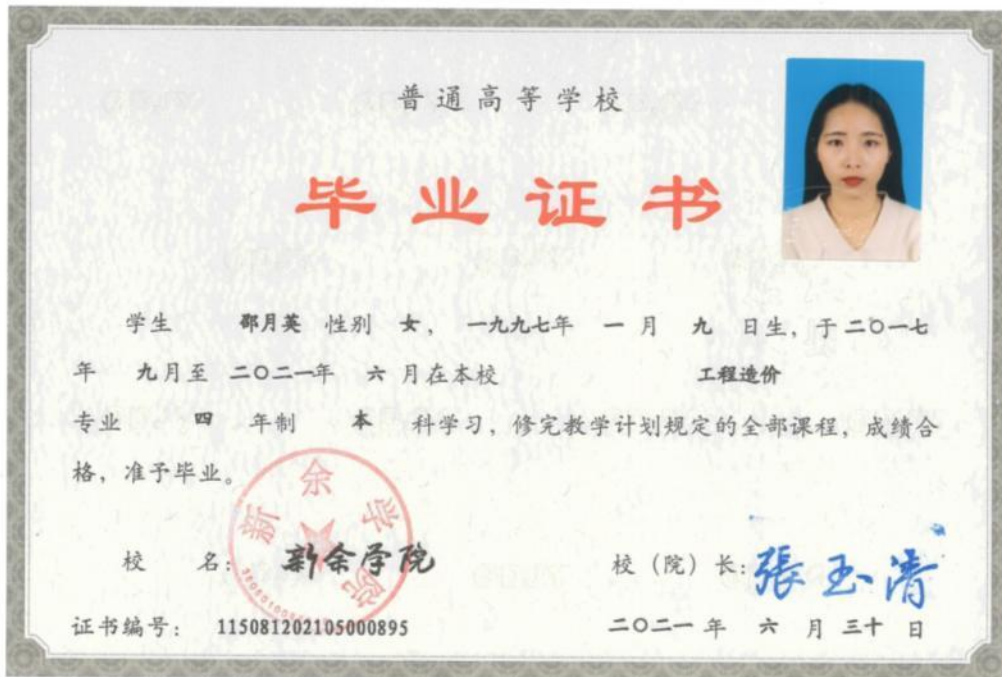 普通高等学校
毕业证书
学生 邵月英 性别 女， 一九九七年 一 月 九 日生，于二〇一七
年 九月至 二〇二一年 六 月在本校 工程造价
专业 四 年制 本 科学习，修完教学计划规定的全部课程，成绩合
格，准予毕业。
新余学院
校 名：新余学院
校（院）长：張玉清
证书编号： 115081202105000895
二〇二一 年 六 月 三十 日